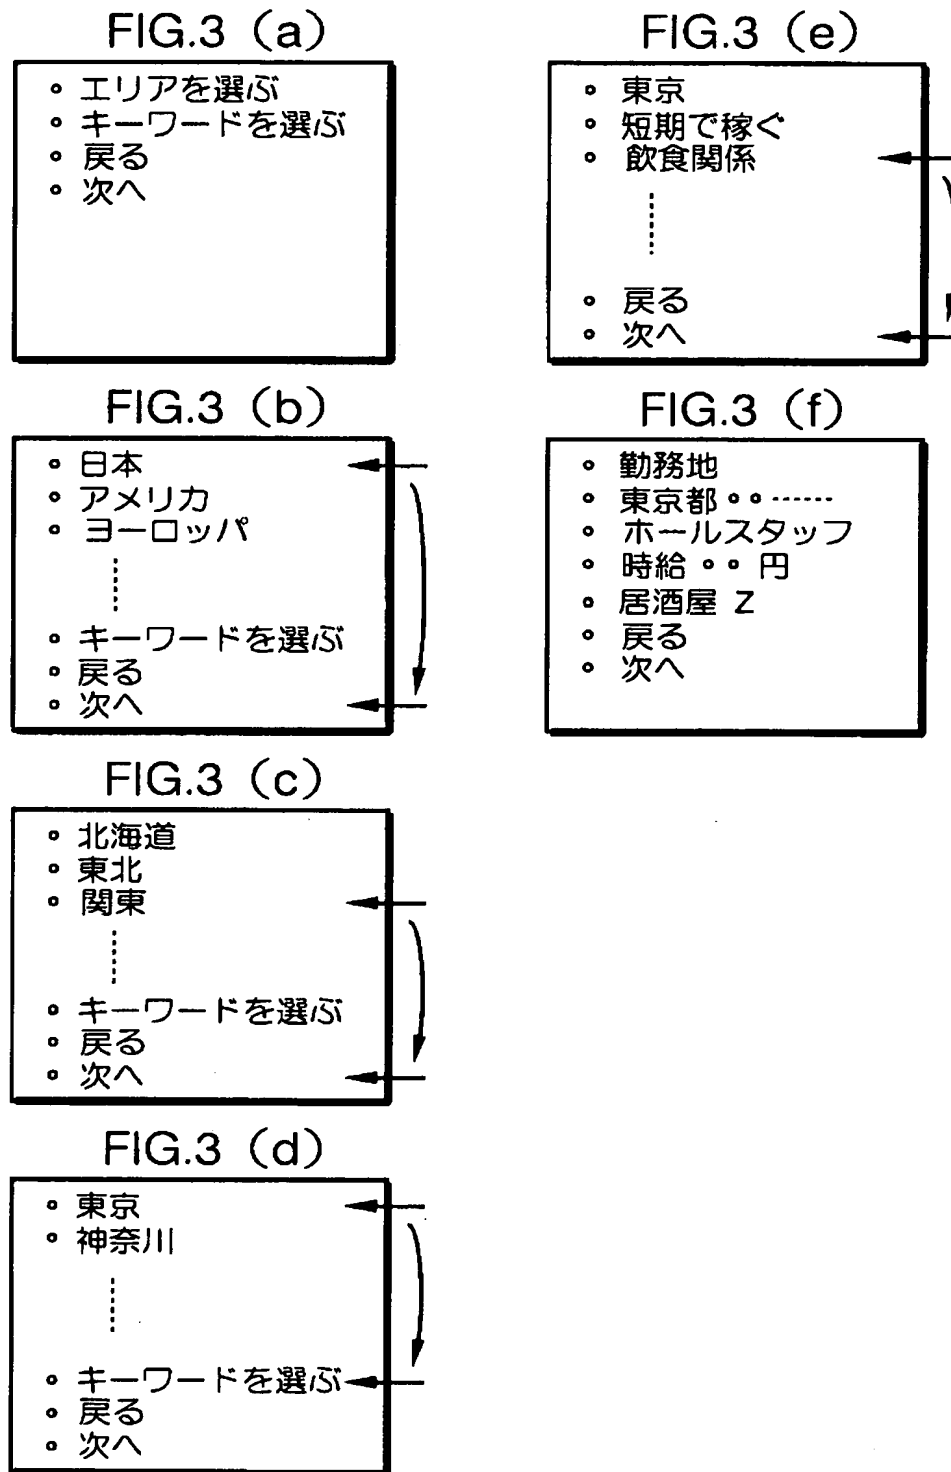 FIG.3 (a)
∘ エリアを選ぶ
∘ キーワードを選ぶ
∘ 戻る
∘ 次へ
FIG.3 (b)
∘ 日本
∘ アメリカ
∘ ヨーロッパ
∘ キーワードを選ぶ
∘ 戻る
∘ 次へ
FIG.3 (c)
∘ 北海道
∘ 東北
∘ 関東
∘ キーワードを選ぶ
∘ 戻る
∘ 次へ
FIG.3 (d)
∘ 東京
∘ 神奈川
∘ キーワードを選ぶ
∘ 戻る
∘ 次へ
FIG.3 (e)
∘ 東京
∘ 短期で稼ぐ
∘ 飲食関係
∘ 戻る
∘ 次へ
FIG.3 (f)
∘ 勤務地
∘ 東京都∘∘‥‥‥
∘ ホールスタッフ
∘ 時給∘∘ 円
∘ 居酒屋 Z
∘ 戻る
∘ 次へ